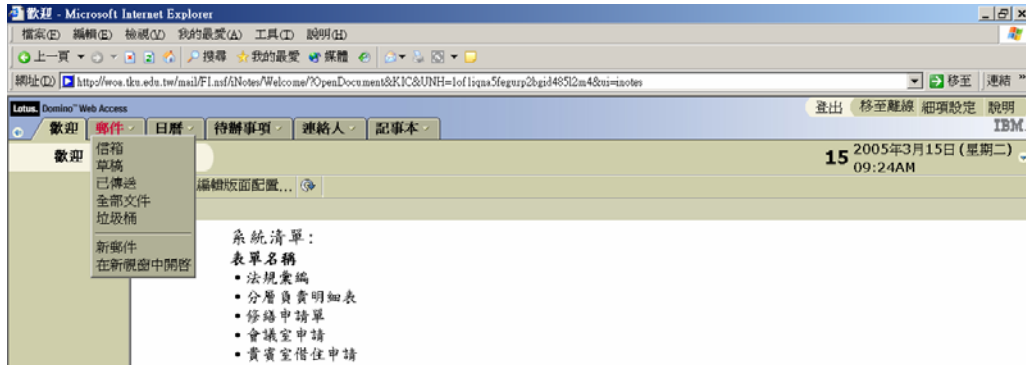 歡迎 - Microsoft Internet Explorer
檔案(F) 編輯(E) 檢視(V) 我的最愛(A) 工具(T) 說明(H)
上一頁 搜尋 我的最愛 媒體
網址(D) http://woa.tku.edu.tw/mail/F1.nsf/iNotes/Welcome/?OpenDocument&KIC&UNH=1of1iqna5fegurp2bgid485l2m4&ui=inotes 移至 連結 »
Lotus. Domino™ Web Access 登出 移至離線 細項設定 說明
歡迎 郵件 日曆 待辦事項 連絡人 記事本 IBM.
歡迎 15 2005年3月15日 (星期二)
09:24AM
信箱
草稿
已傳送
編輯版面配置...
全部文件
垃圾桶
新郵件
在新視窗中開啓
系統清單:
表單名稱
• 法規彙編
• 分層負責明細表
• 修繕申請單
• 會議室申請
• 貴賓室借住申請